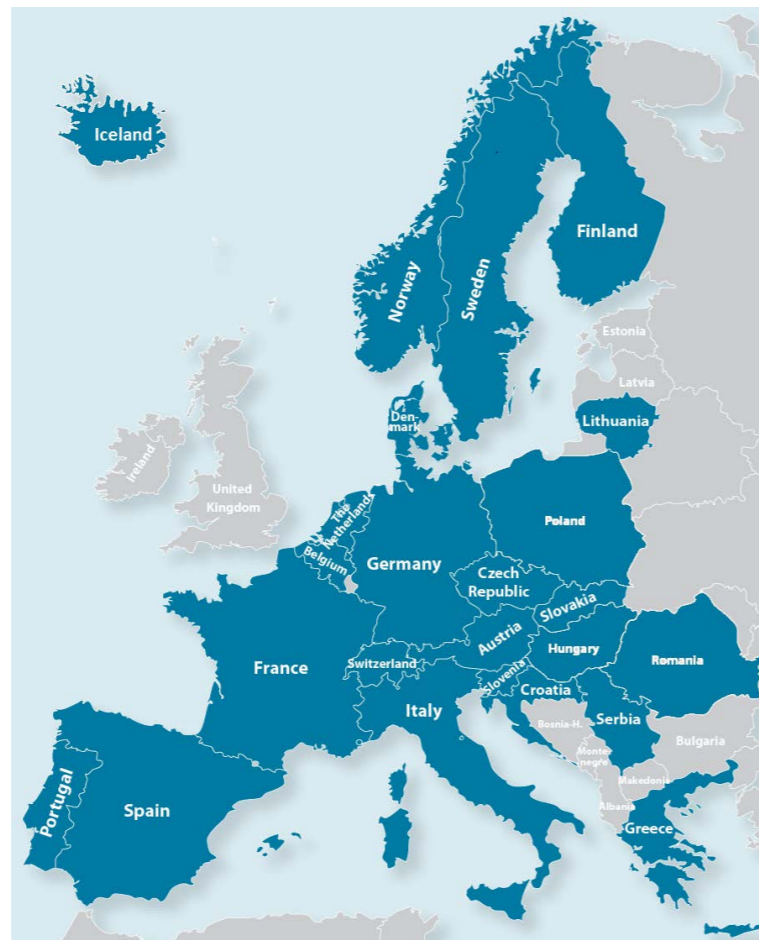 Iceland
Finland
Norway
Sweden
Estonia
Latvia
Den-
mark
Lithuania
Ireland
United
Kingdom
The
Netherlands
Belgium
Poland
Germany
Czech
Republic
Slovakia
Austria
Hungary
France
Switzerland
Slovenia
Romania
Croatia
Italy
Serbia
Bosnia-H.
Bulgaria
Monte-
negro
Makedonia
Portugal
Spain
Albania
Greece